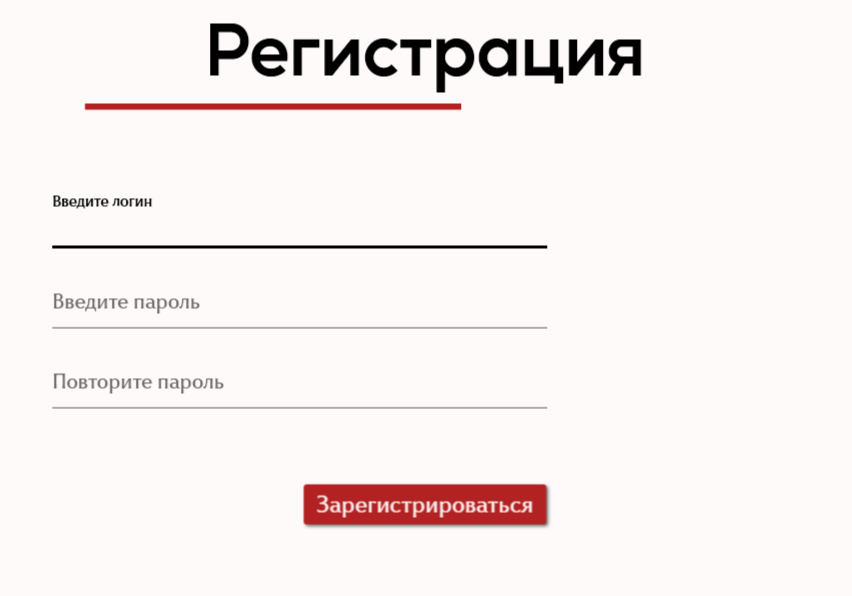 Регистрация
Введите логин
Введите пароль
Повторите пароль
Зарегистрироваться